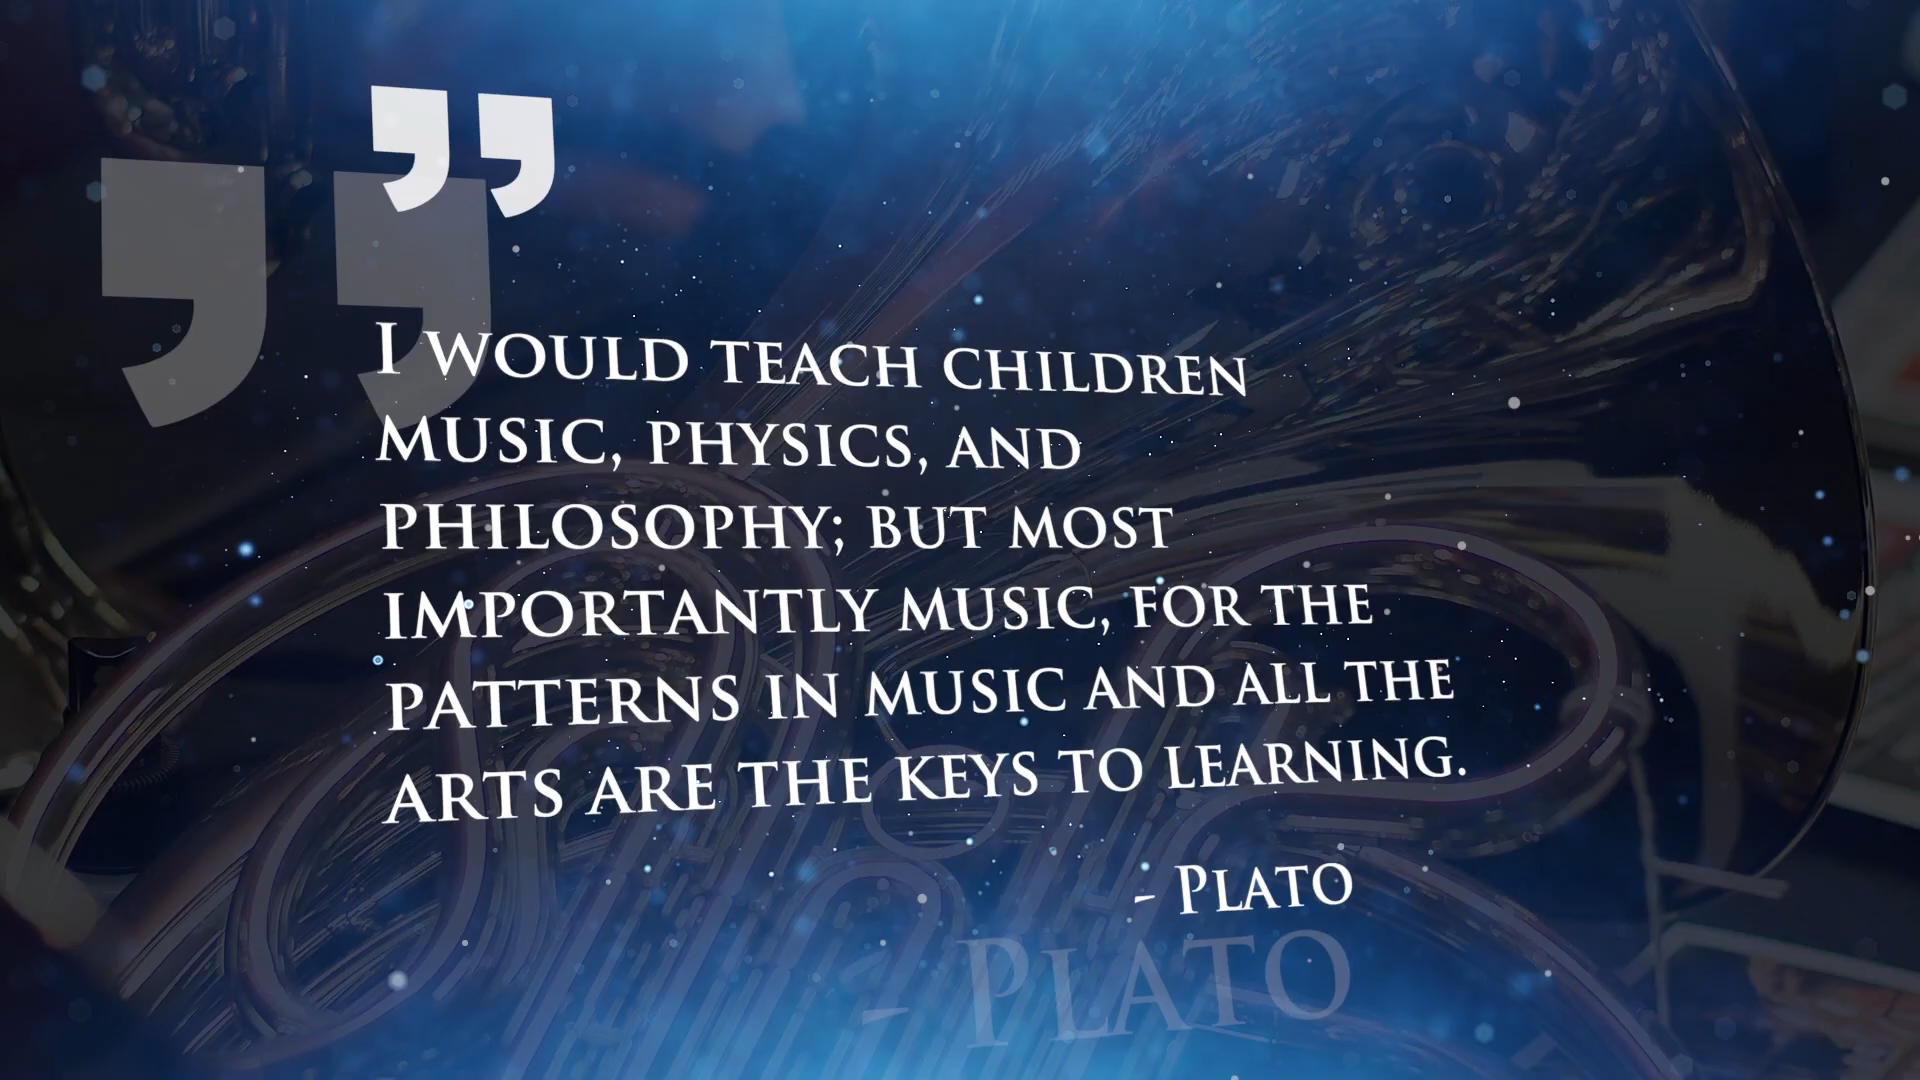 ”
I would teach children
music, physics, and
philosophy; but most
importantly music, for the
patterns in music and all the
arts are the keys to learning.
- Plato
- Plato